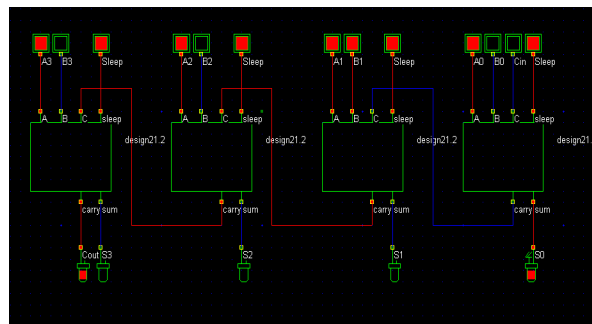 A3 B3 Sleep A2 B2 Sleep A1 B1 Sleep A0 B0 Cin Sleep
A B C sleep A B C sleep A B C sleep A B C sleep
design21.2 design21.2 design21.2 design21.
carry sum carry sum carry sum carry sum
Cout S3 S2 S1 S0